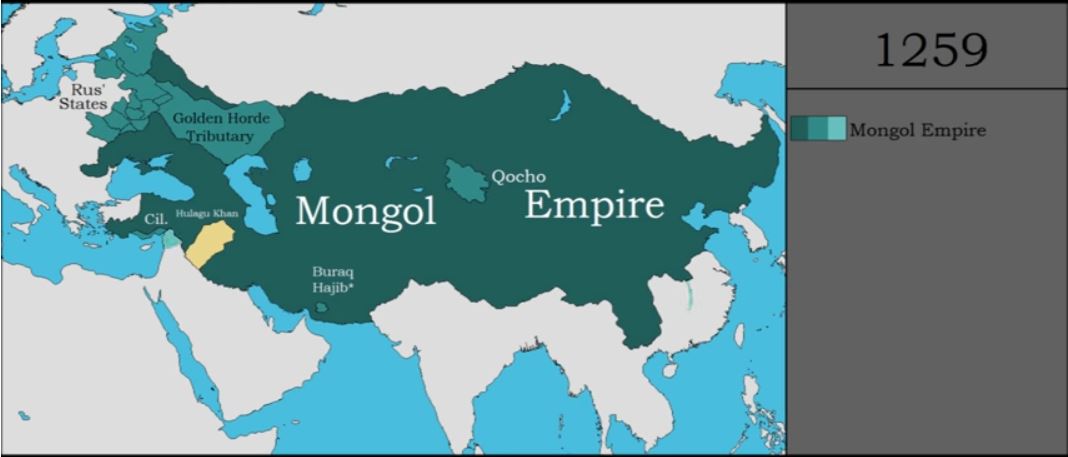 1259
Mongol Empire
Rus'
States
Golden Horde
Tributary
Qocho
Mongol
Empire
Cil.
Hulagu Khan
Buraq
Hajib*